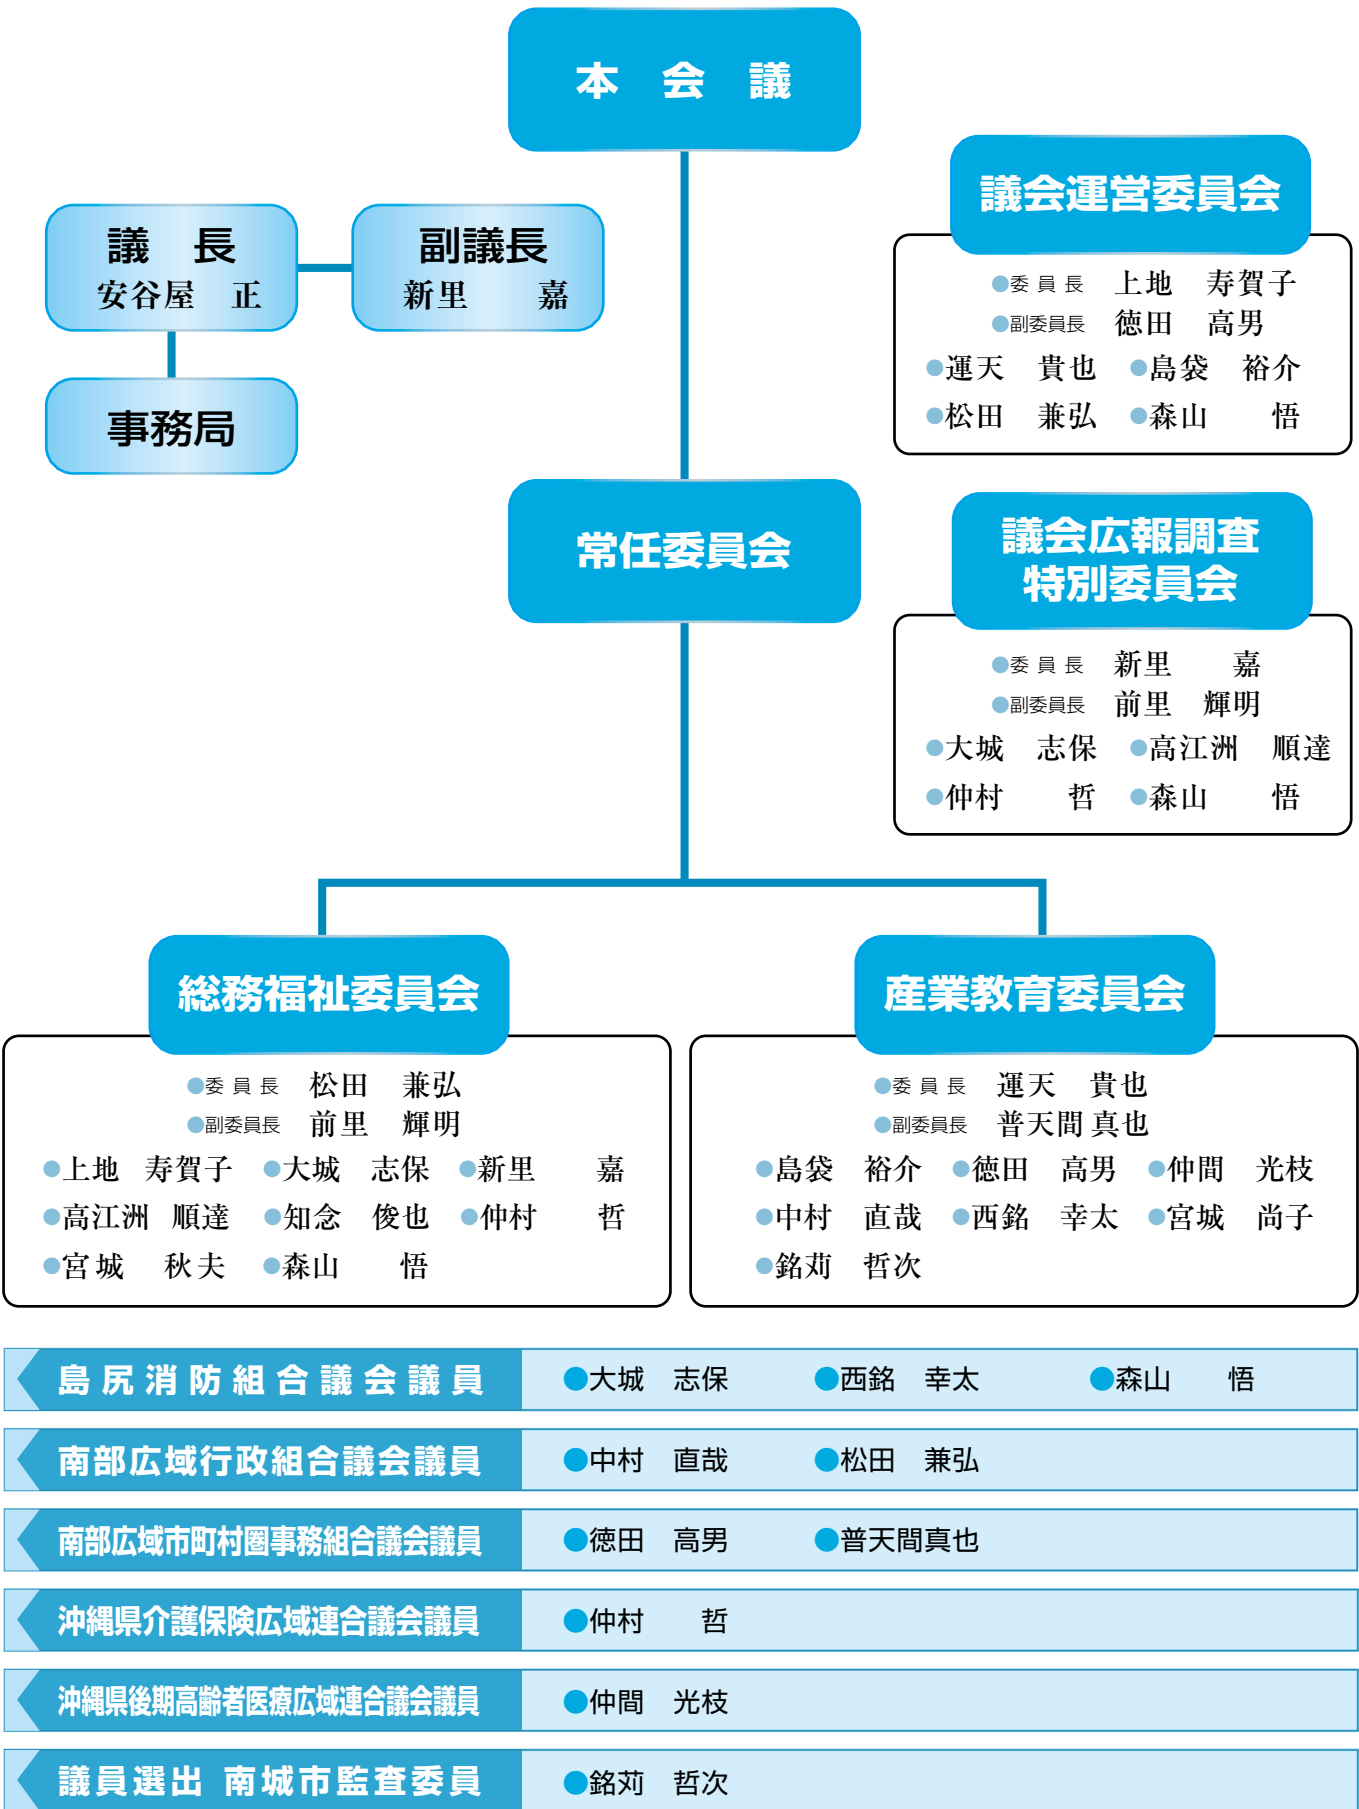 本　会　議
議　長
安谷屋　正
副議長
新里　　嘉
事務局
議会運営委員会
●委 員 長　上地　寿賀子
●副委員長　徳田　高男
●運天　貴也　●島袋　裕介
●松田　兼弘　●森山　　悟
常任委員会
議会広報調査
特別委員会
●委 員 長　新里　　嘉
●副委員長　前里　輝明
●大城　志保　●高江洲　順達
●仲村　　哲　●森山　　悟
総務福祉委員会
●委 員 長　松田　兼弘
●副委員長　前里　輝明
●上地　寿賀子　●大城　志保　●新里　　嘉
●高江洲　順達　●知念　俊也　●仲村　　哲
●宮城　秋夫　●森山　　悟
産業教育委員会
●委 員 長　運天　貴也
●副委員長　普天間 真也
●島袋　裕介　●徳田　高男　●仲間　光枝
●中村　直哉　●西銘　幸太　●宮城　尚子
●銘苅　哲次
島尻消防組合議会議員　●大城　志保　●西銘　幸太　●森山　　悟
南部広域行政組合議会議員　●中村　直哉　●松田　兼弘
南部広域市町村圏事務組合議会議員　●徳田　高男　●普天間真也
沖縄県介護保険広域連合議会議員　●仲村　　哲
沖縄県後期高齢者医療広域連合議会議員　●仲間　光枝
議員選出 南城市監査委員　●銘苅　哲次